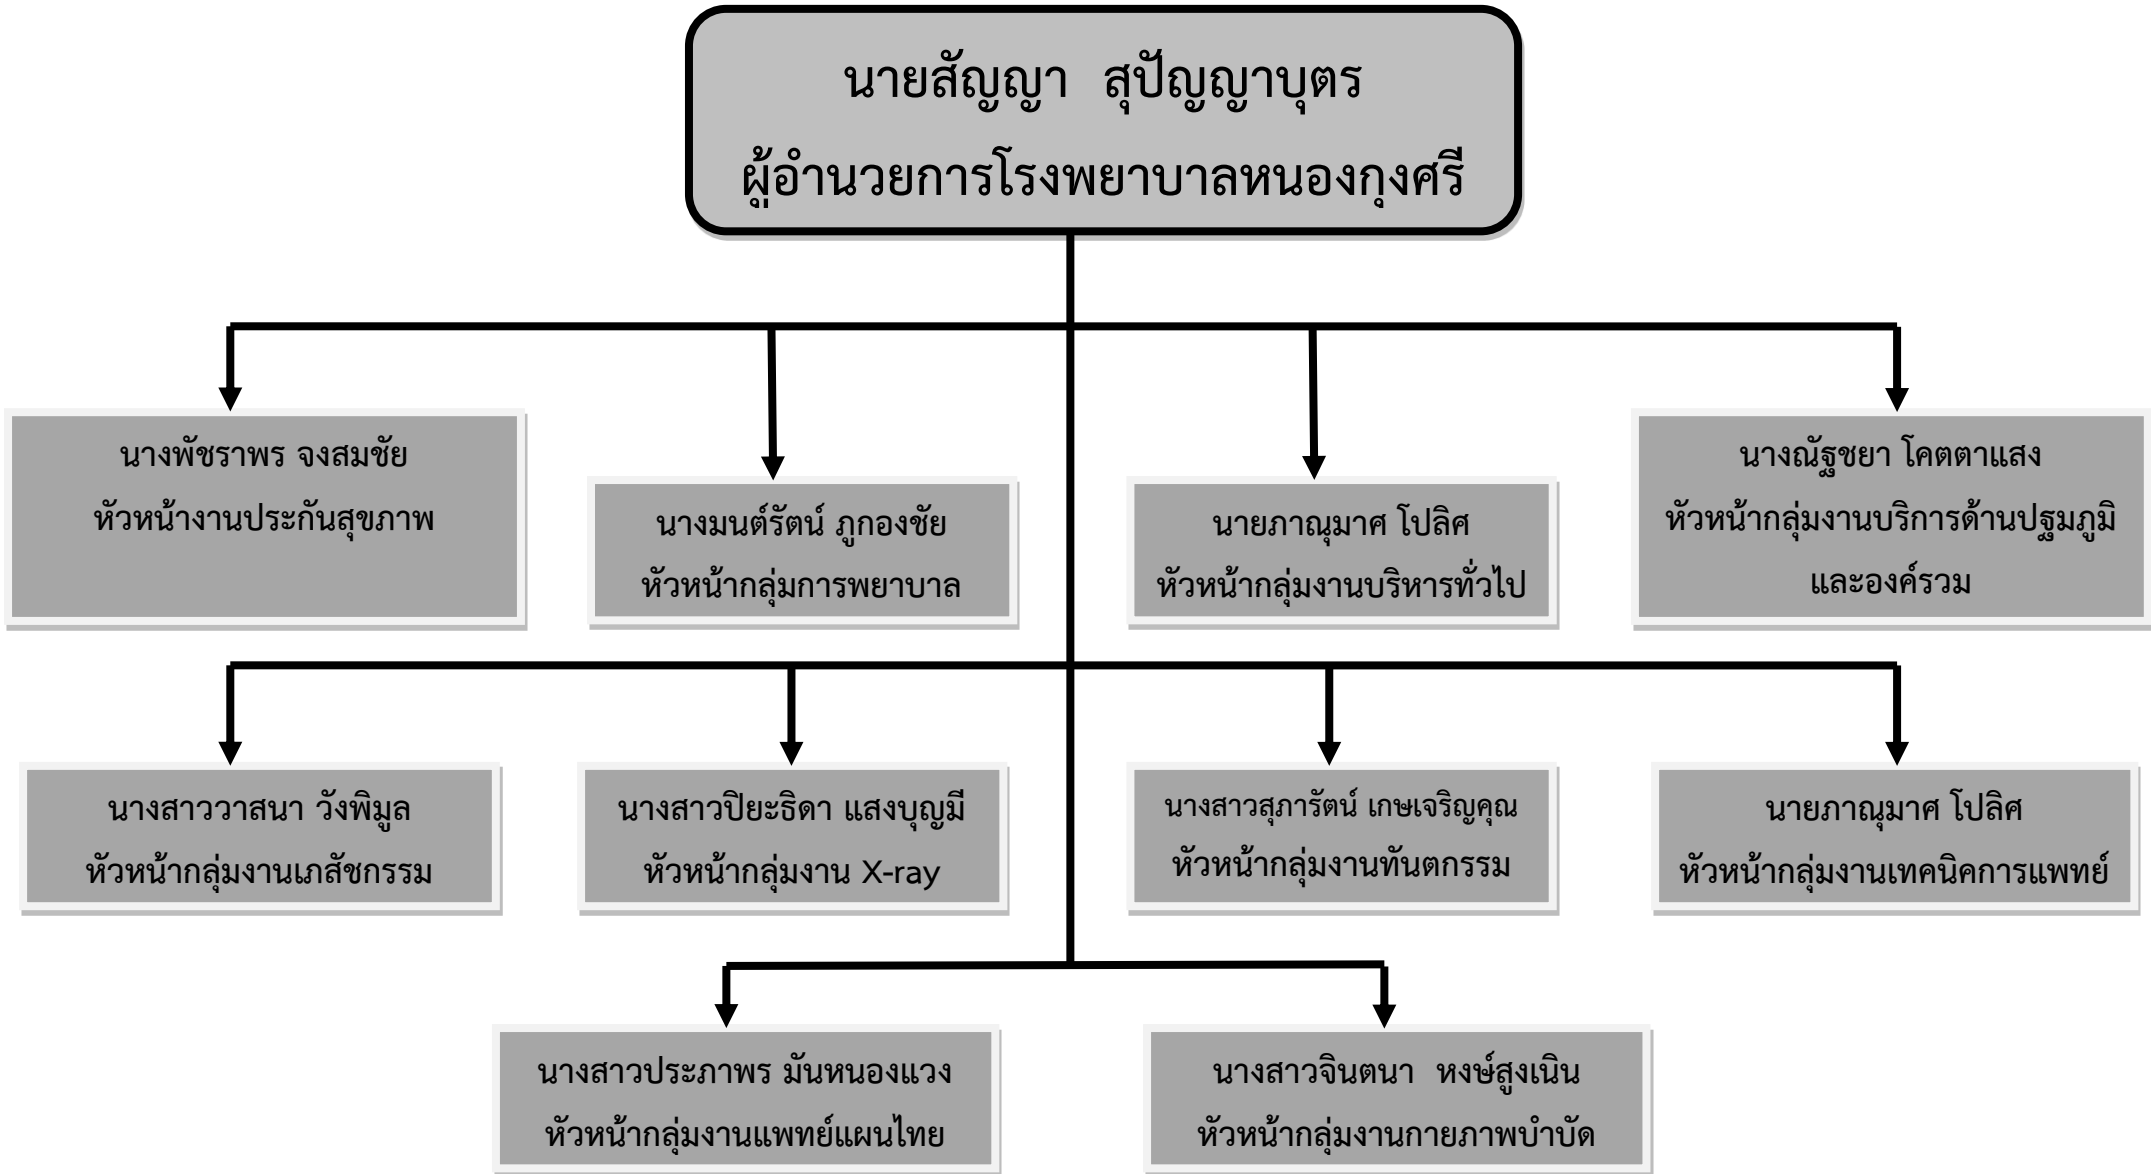 นายสัญญา สุปัญญาบุตร
ผู้อำนวยการโรงพยาบาลหนองกุงศรี
นางพัชราพร จงสมชัย
หัวหน้างานประกันสุขภาพ
นางมนต์รัตน์ ภูกองชัย
หัวหน้ากลุ่มการพยาบาล
นายภาณุมาศ โปลิศ
หัวหน้ากลุ่มงานบริหารทั่วไป
นางณัฐชยา โคตตาแสง
หัวหน้ากลุ่มงานบริการด้านปฐมภูมิ
และองค์รวม
นางสาววาสนา วังพิมูล
หัวหน้ากลุ่มงานเภสัชกรรม
นางสาวปิยะธิดา แสงบุญมี
หัวหน้ากลุ่มงาน X-ray
นางสาวสุภารัตน์ เกษเจริญคุณ
หัวหน้ากลุ่มงานทันตกรรม
นายภาณุมาศ โปลิศ
หัวหน้ากลุ่มงานเทคนิคการแพทย์
นางสาวประภาพร มันหนองแวง
หัวหน้ากลุ่มงานแพทย์แผนไทย
นางสาวจินตนา หงษ์สูงเนิน
หัวหน้ากลุ่มงานกายภาพบำบัด